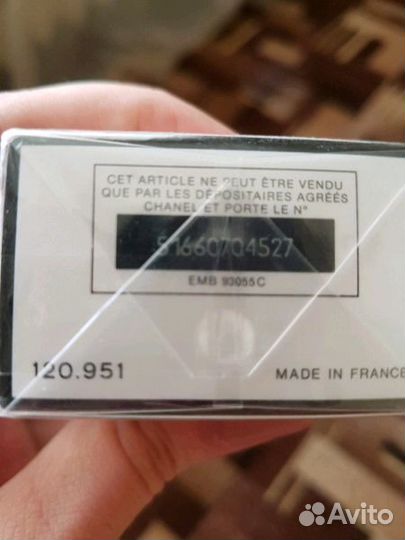 CET ARTICLE NE PEUT ÊTRE VENDU
QUE PAR LES DÉPOSITAIRES AGRÉÉS
CHANEL ET PORTE LE N°
51660704527
EMB 93055C
120.951
MADE IN FRANCE
Avito